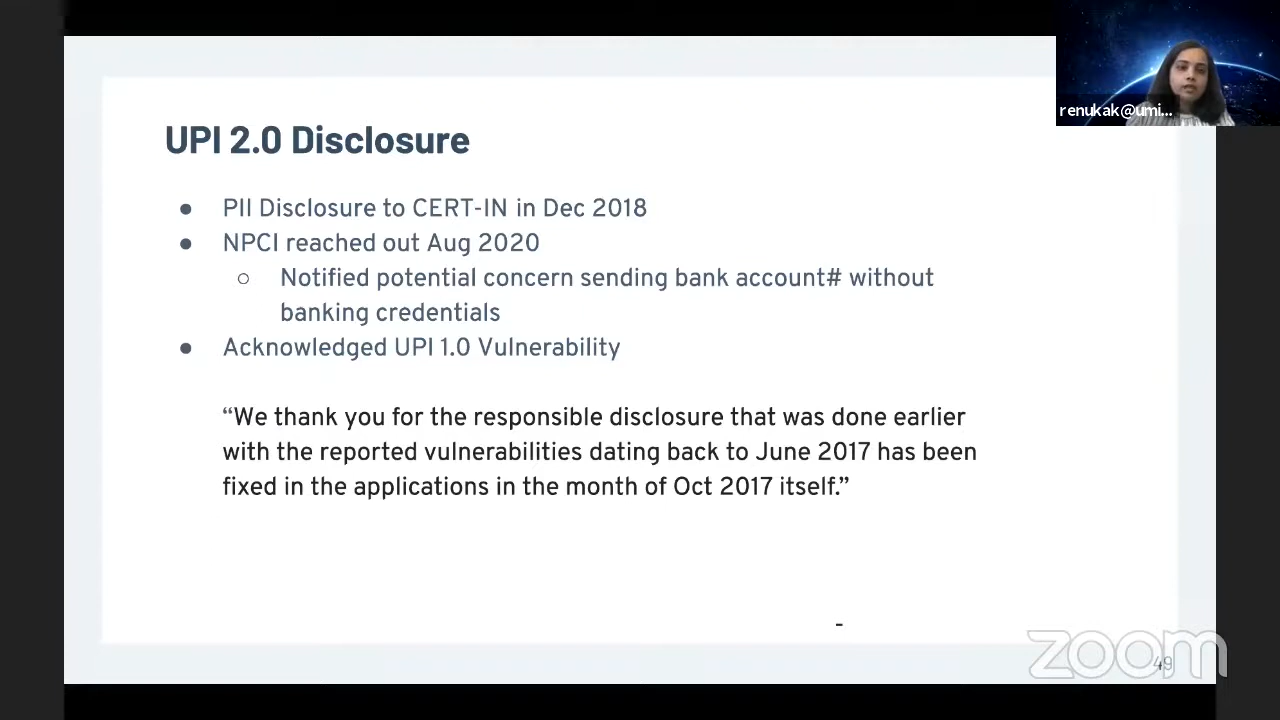 renukak@umi...
UPI 2.0 Disclosure
● PII Disclosure to CERT-IN in Dec 2018
● NPCI reached out Aug 2020
○ Notified potential concern sending bank account# without
banking credentials
● Acknowledged UPI 1.0 Vulnerability
“We thank you for the responsible disclosure that was done earlier
with the reported vulnerabilities dating back to June 2017 has been
fixed in the applications in the month of Oct 2017 itself.”
-
zoom
49